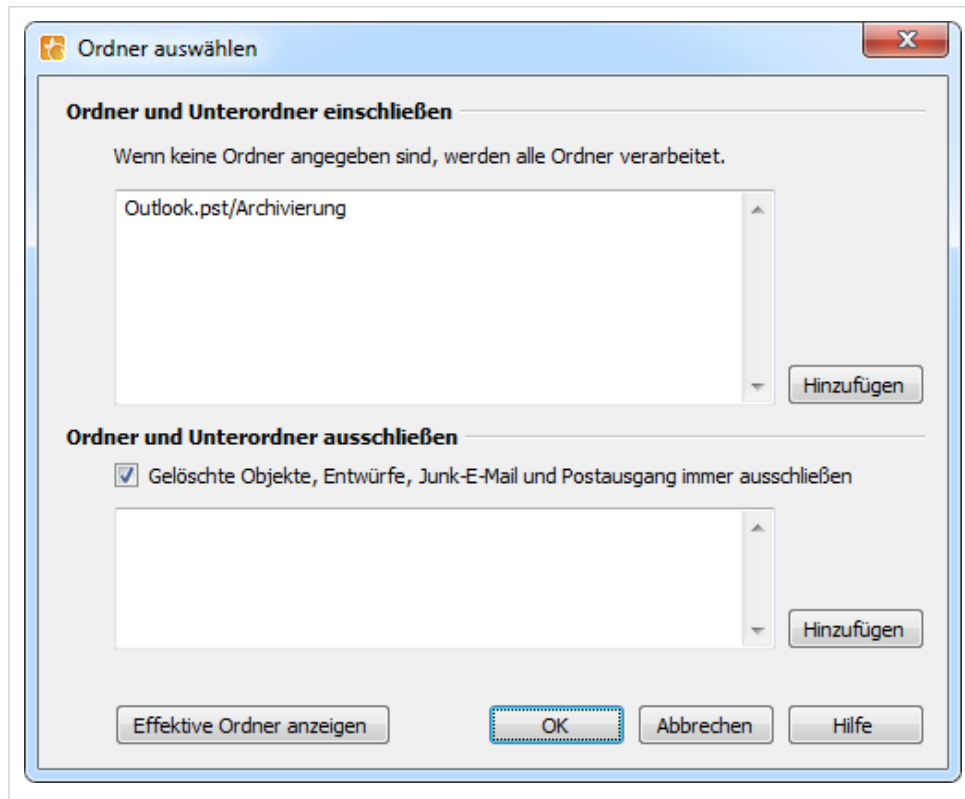 Ordner auswählen
Ordner und Unterordner einschließen
Wenn keine Ordner angegeben sind, werden alle Ordner verarbeitet.
Outlook.pst/Archivierung
Hinzufügen
Ordner und Unterordner ausschließen
Gelöschte Objekte, Entwürfe, Junk-E-Mail und Postausgang immer ausschließen
Hinzufügen
Effektive Ordner anzeigen
OK
Abbrechen
Hilfe